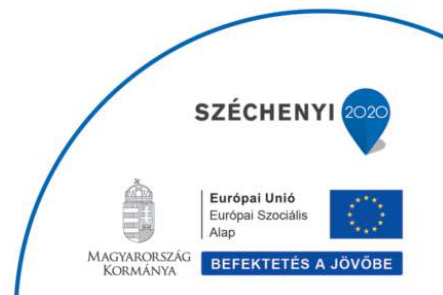 SZÉCHENYI 2020
Európai Unió
Európai Szociális
Alap
MAGYARORSZÁG
KORMÁNYA
BEFEKTETÉS A JÖVŐBE